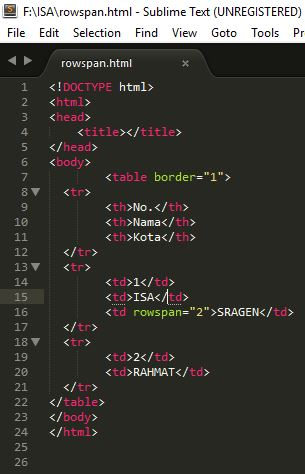 F:\ISA\rowspan.html - Sublime Text (UNREGISTERED)
File Edit Selection Find View Goto Tools Project
rowspan.html ×
1 <!DOCTYPE html>
2 <html>
3 <head>
4     <title></title>
5 </head>
6 <body>
7         <table border="1">
8   <tr>
9         <th>No.</th>
10         <th>Nama</th>
11         <th>Kota</th>
12   </tr>
13   <tr>
14         <td>1</td>
15         <td>ISA</td>
16         <td rowspan="2">SRAGEN</td>
17   </tr>
18   <tr>
19         <td>2</td>
20         <td>RAHMAT</td>
21   </tr>
22 </table>
23 </body>
24 </html>
25
26